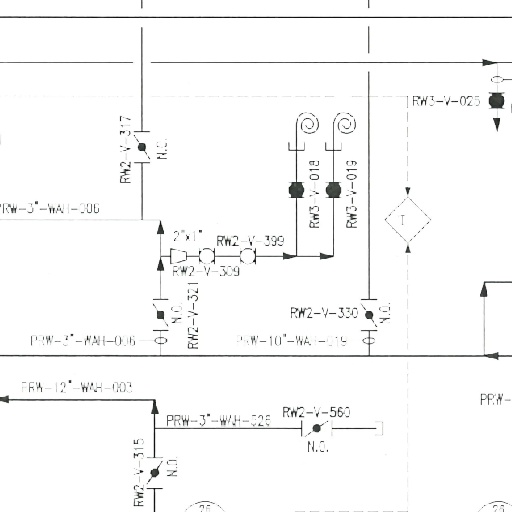 RW3-V-025
RW2-V-317
N.O.
RW3-V-018
RW3-V-019
PRW-3"-WAH-006
2"x1"
RW2-V-399
RW2-V-309
I
RW2-V-321
N.O.
RW2-V-330
N.O.
PRW-3"-WAH-006
PRW-10"-WAH-019
PRW-12"-WAH-003
PRW-
PRW-3"-WAH-026
RW2-V-560
N.O.
RW2-V-315
N.O
26
26